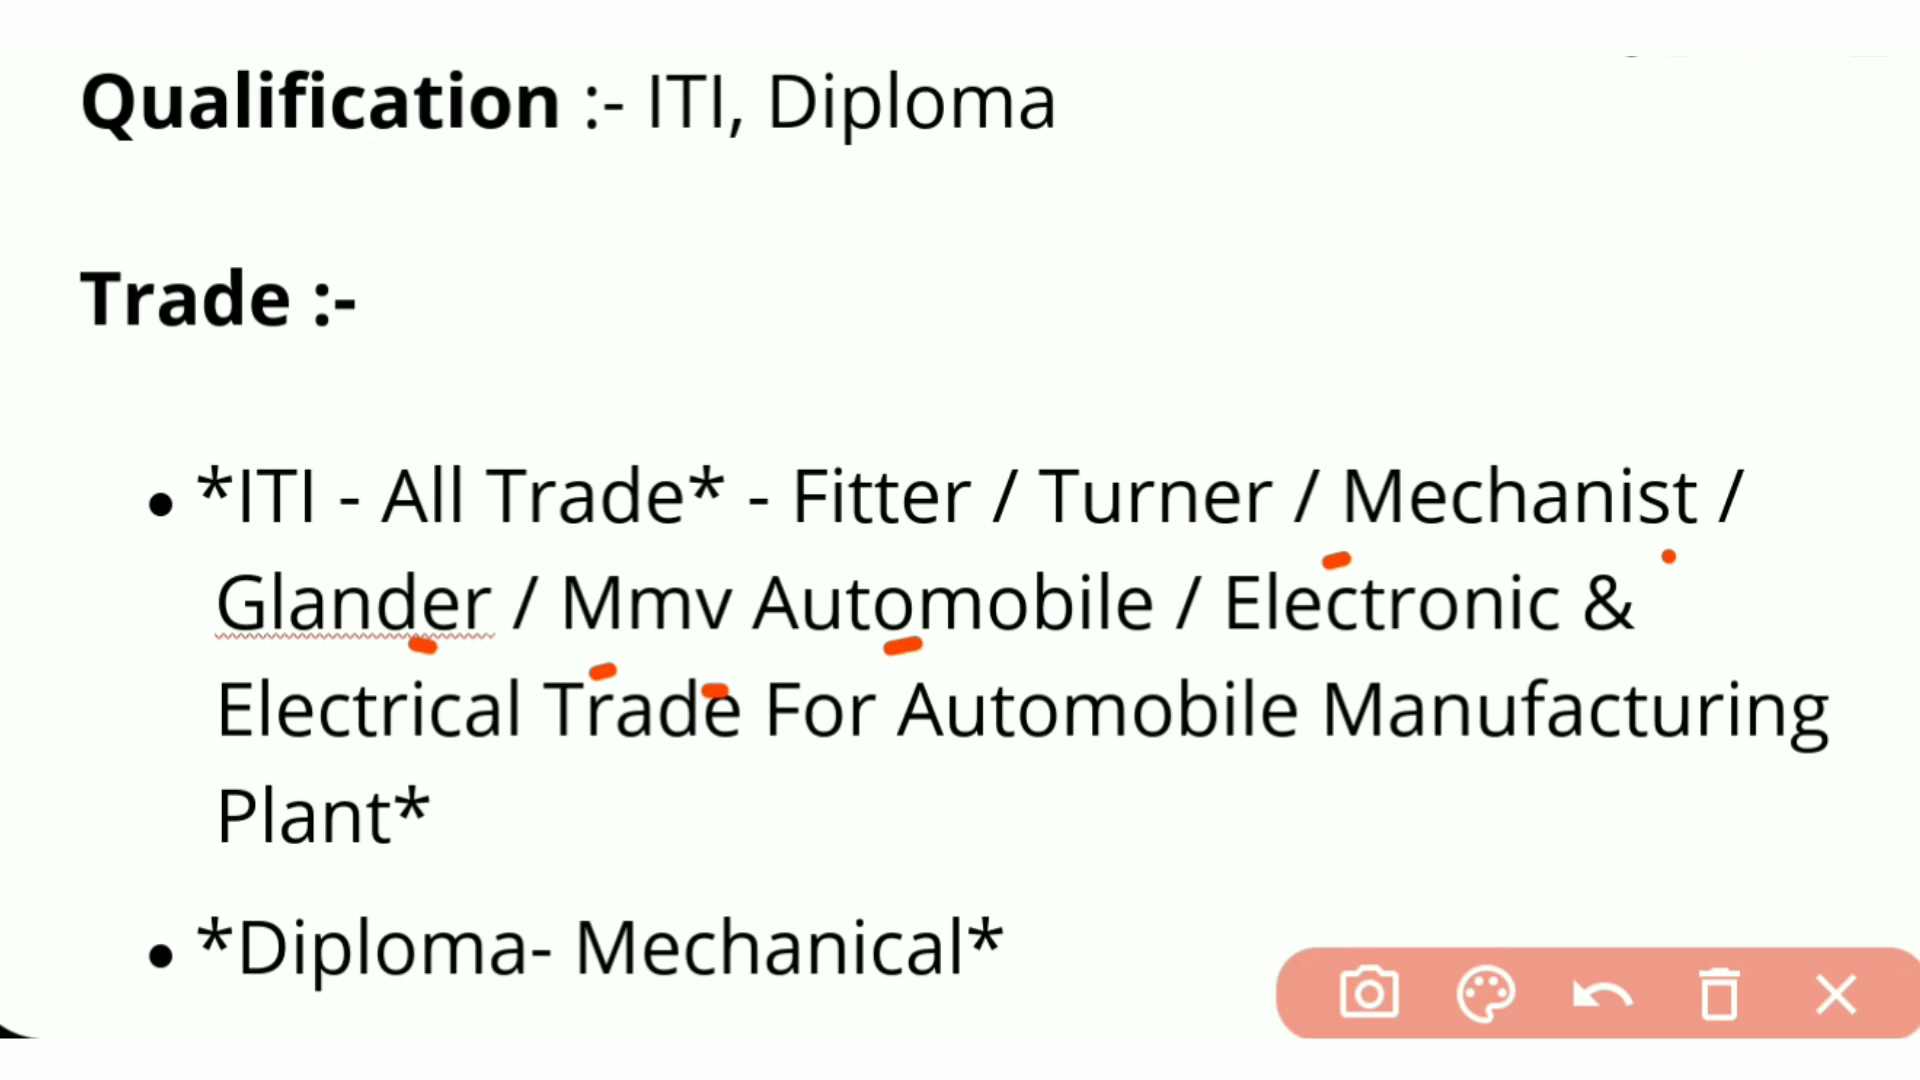 Qualification :- ITI, Diploma
Trade :-
• *ITI - All Trade* - Fitter / Turner / Mechanist /
Glander / Mmv Automobile / Electronic &
Electrical Trade For Automobile Manufacturing
Plant*
• *Diploma- Mechanical*